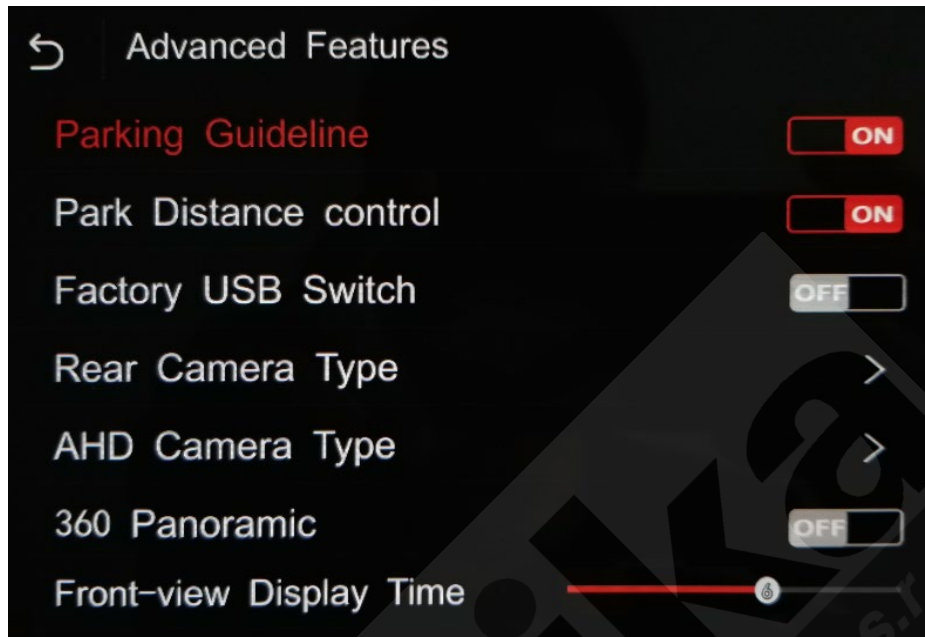 Advanced Features
Parking Guideline ON
Park Distance control ON
Factory USB Switch OFF
Rear Camera Type >
AHD Camera Type >
360 Panoramic OFF
Front-view Display Time 6